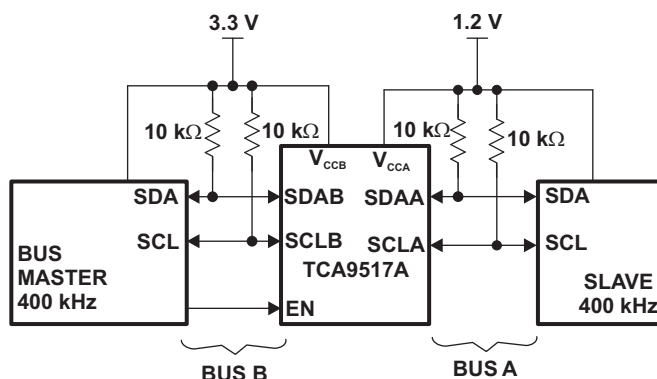 3.3 V
1.2 V
10 kΩ
10 kΩ
10 kΩ
10 kΩ
VCCB
VCCA
SDA
SDAB
SDAA
SDA
SCL
SCLB
SCLA
SCL
BUS
MASTER
400 kHz
TCA9517A
SLAVE
400 kHz
EN
BUS B
BUS A